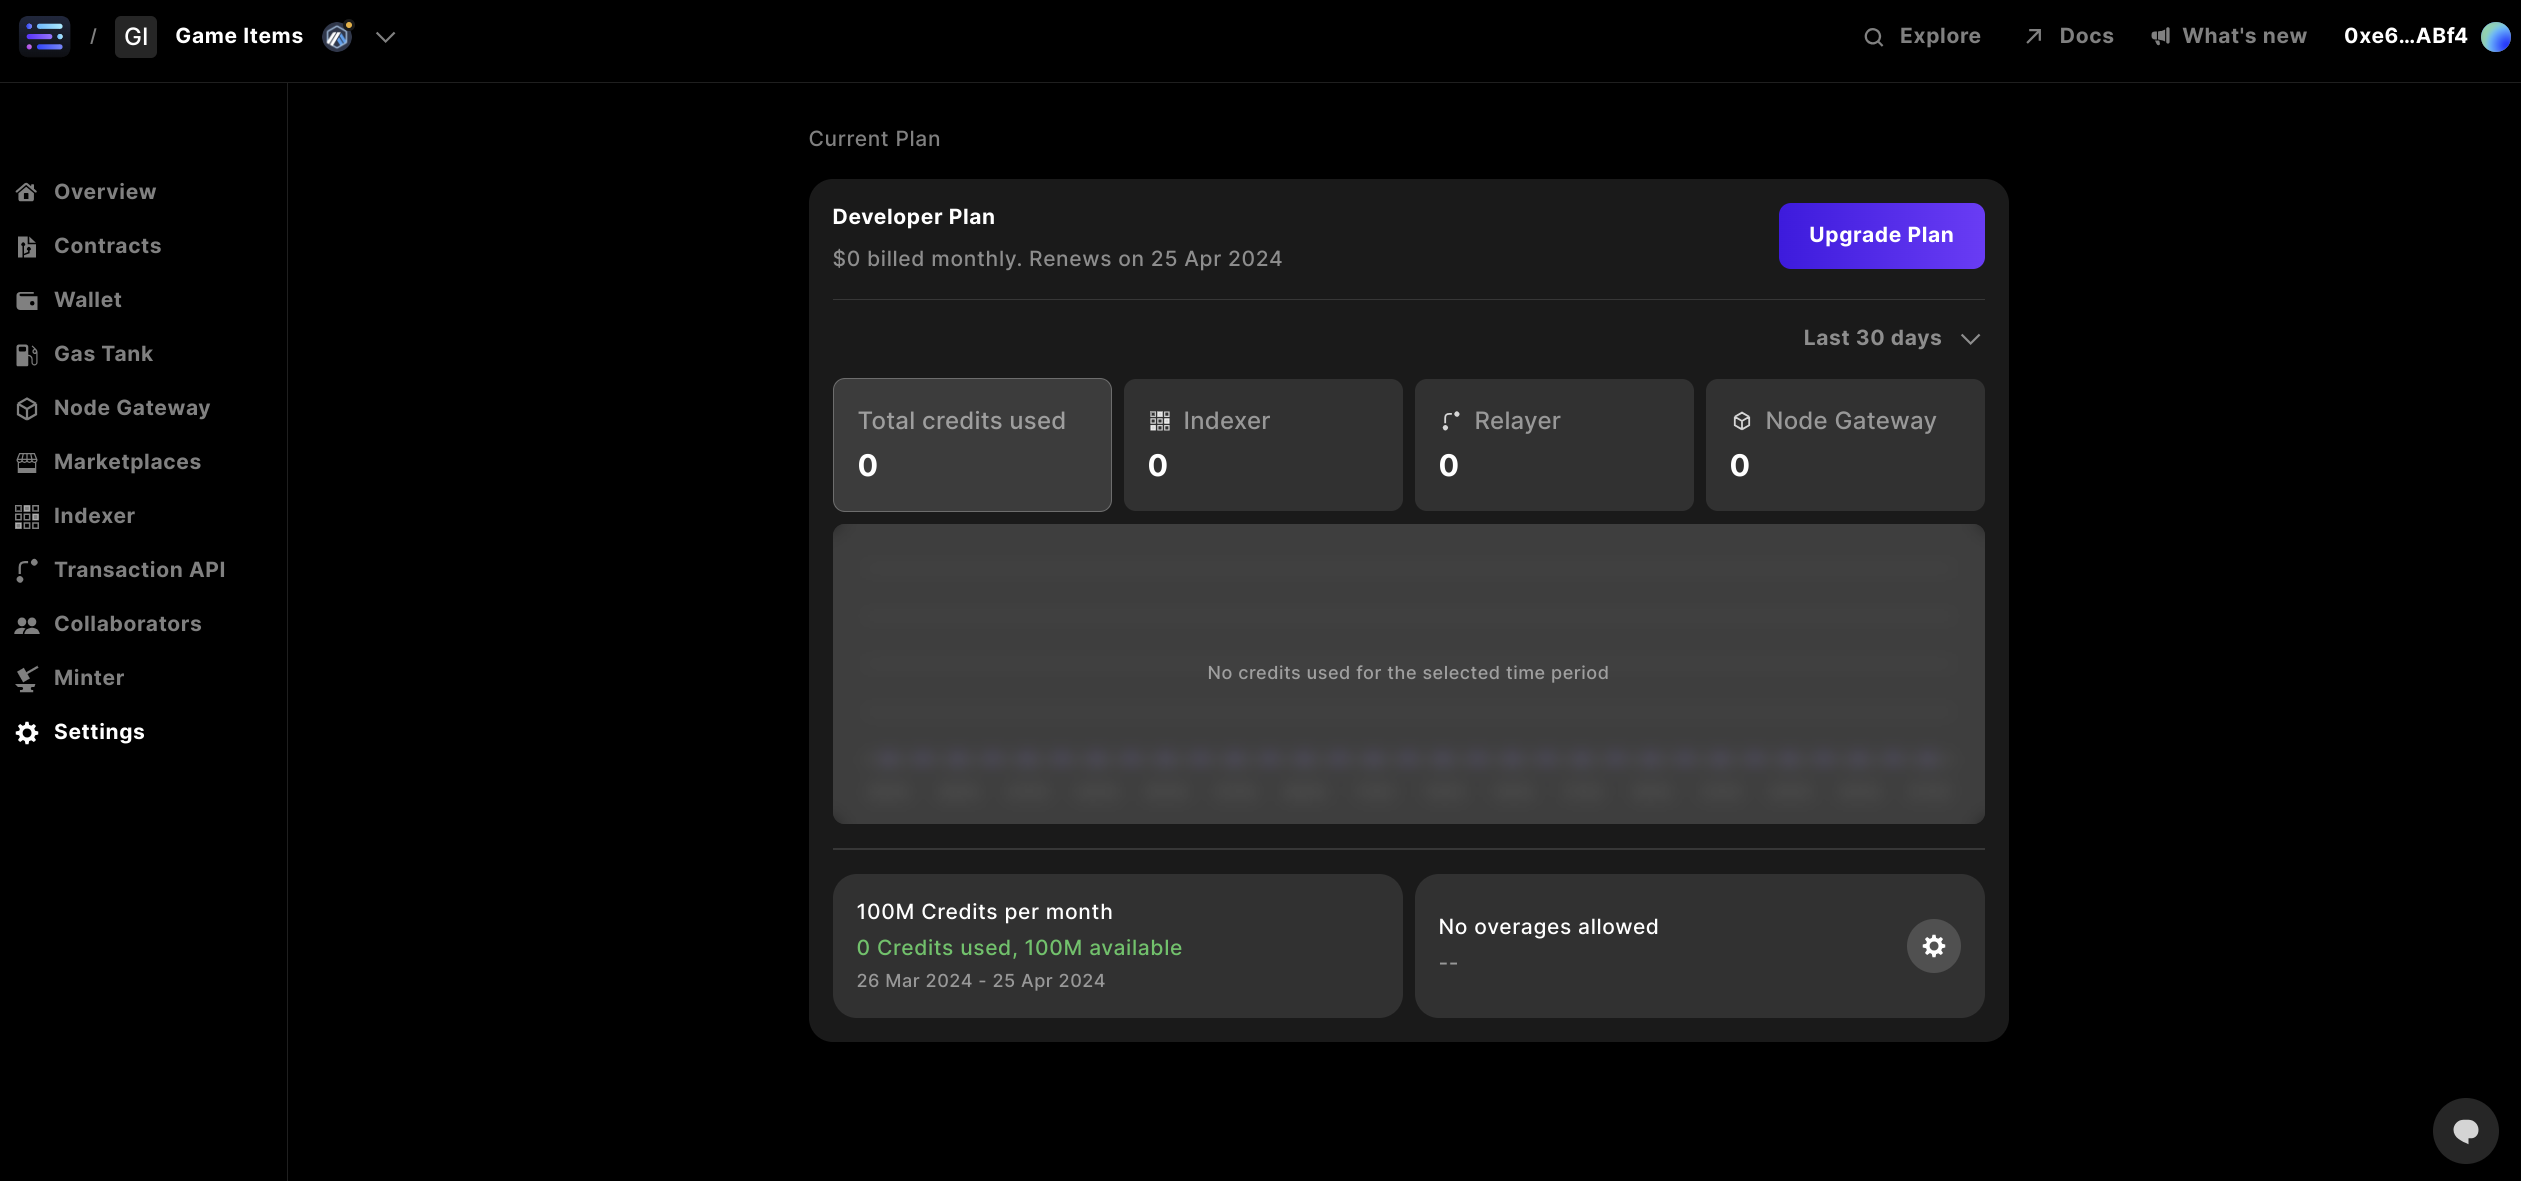 / GI Game Items
Explore
Docs
What's new
0xe6...ABf4
Overview
Contracts
Wallet
Gas Tank
Node Gateway
Marketplaces
Indexer
Transaction API
Collaborators
Minter
Settings
Current Plan
Developer Plan
$0 billed monthly. Renews on 25 Apr 2024
Upgrade Plan
Last 30 days
Total credits used
0
Indexer
0
Relayer
0
Node Gateway
0
No credits used for the selected time period
100M Credits per month
0 Credits used, 100M available
26 Mar 2024 - 25 Apr 2024
No overages allowed
--